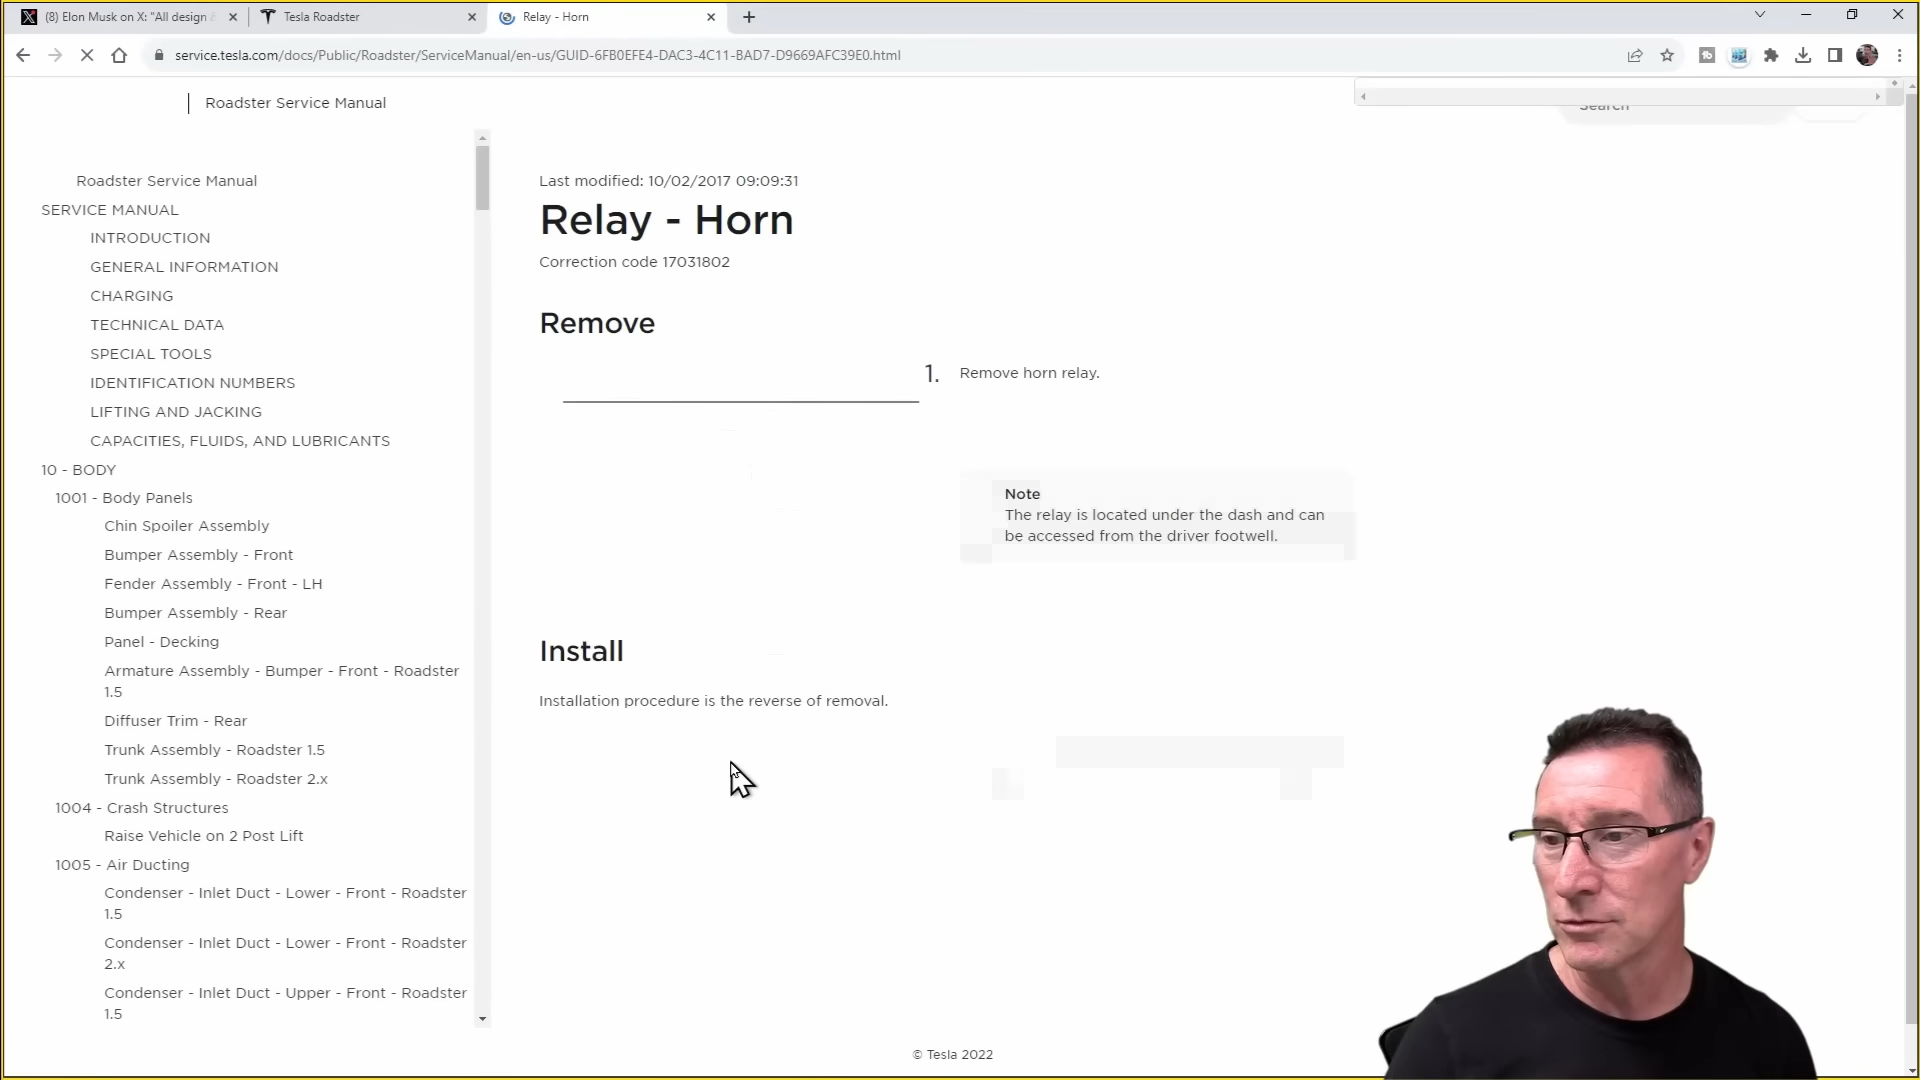 (8) Elon Musk on X: "All design
Tesla Roadster
Relay - Horn
service.tesla.com/docs/Public/Roadster/ServiceManual/en-us/GUID-6FB0EFE4-DAC3-4C11-BAD7-D9669AFC39E0.html
Roadster Service Manual
Search
Roadster Service Manual
SERVICE MANUAL
INTRODUCTION
GENERAL INFORMATION
CHARGING
TECHNICAL DATA
SPECIAL TOOLS
IDENTIFICATION NUMBERS
LIFTING AND JACKING
CAPACITIES, FLUIDS, AND LUBRICANTS
10 - BODY
1001 - Body Panels
Chin Spoiler Assembly
Bumper Assembly - Front
Fender Assembly - Front - LH
Bumper Assembly - Rear
Panel - Decking
Armature Assembly - Bumper - Front - Roadster
1.5
Diffuser Trim - Rear
Trunk Assembly - Roadster 1.5
Trunk Assembly - Roadster 2.x
1004 - Crash Structures
Raise Vehicle on 2 Post Lift
1005 - Air Ducting
Condenser - Inlet Duct - Lower - Front - Roadster
1.5
Condenser - Inlet Duct - Lower - Front - Roadster
2.x
Condenser - Inlet Duct - Upper - Front - Roadster
1.5
Last modified: 10/02/2017 09:09:31
Relay - Horn
Correction code 17031802
Remove
1. Remove horn relay.
Note
The relay is located under the dash and can
be accessed from the driver footwell.
Install
Installation procedure is the reverse of removal.
© Tesla 2022